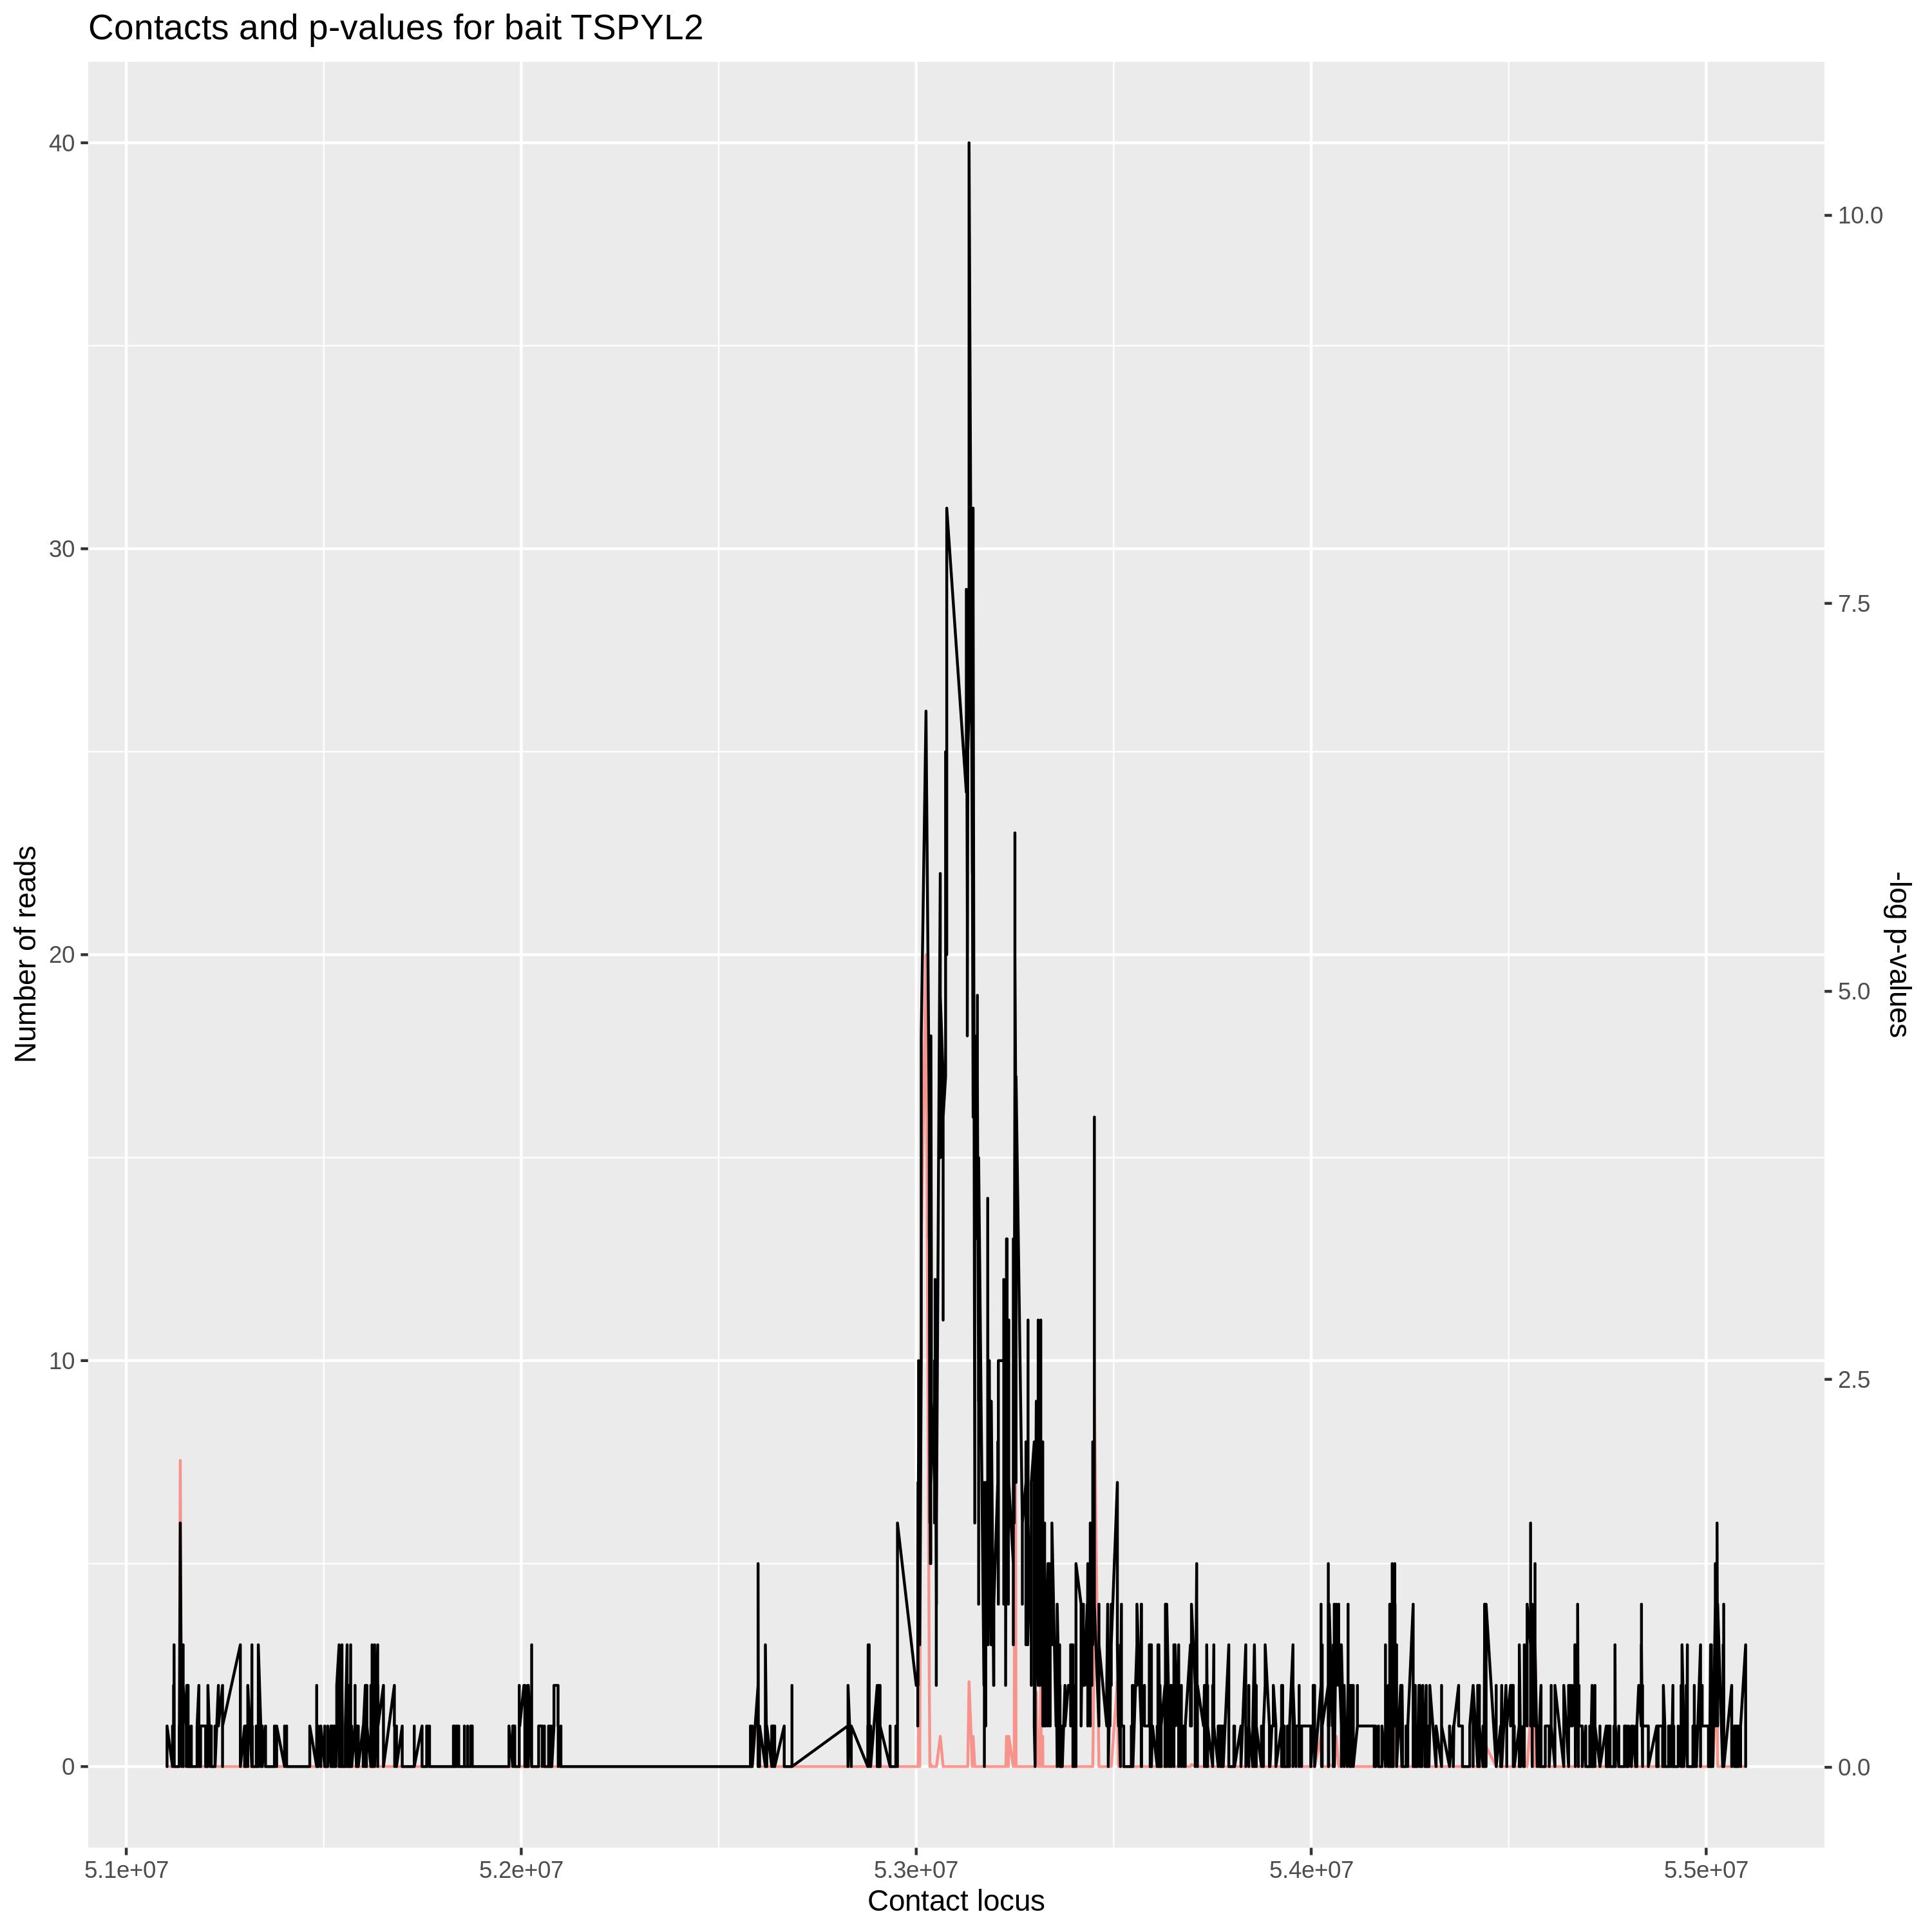 Contacts and p-values for bait TSPYL2
Number of reads
40
30
20
10
0
10.0
7.5
5.0
2.5
0.0
-log p-values
5.1e+07
5.2e+07
5.3e+07
5.4e+07
5.5e+07
Contact locus